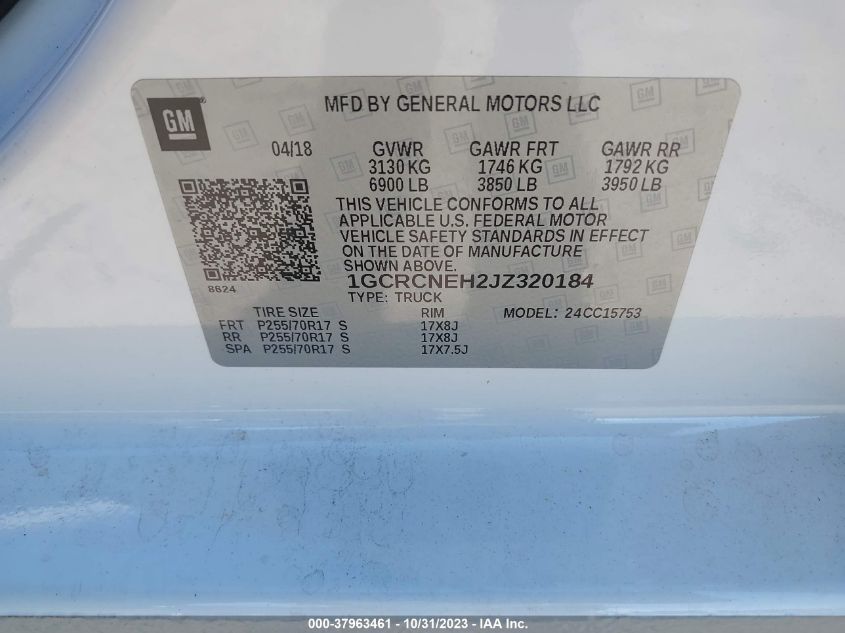 GM
MFD BY GENERAL MOTORS LLC
04/18 GVWR GAWR FRT GAWR RR
3130 KG 1746 KG 1792 KG
6900 LB 3850 LB 3950 LB
THIS VEHICLE CONFORMS TO ALL
APPLICABLE U.S. FEDERAL MOTOR
VEHICLE SAFETY STANDARDS IN EFFECT
ON THE DATE OF MANUFACTURE
SHOWN ABOVE.
8624
1GCRCNEH2JZ320184
TYPE: TRUCK
TIRE SIZE RIM MODEL: 24CC15753
FRT P255/70R17 S 17X8J
RR P255/70R17 S 17X8J
SPA P255/70R17 S 17X7.5J
000-37963461 - 10/31/2023 - IAA Inc.